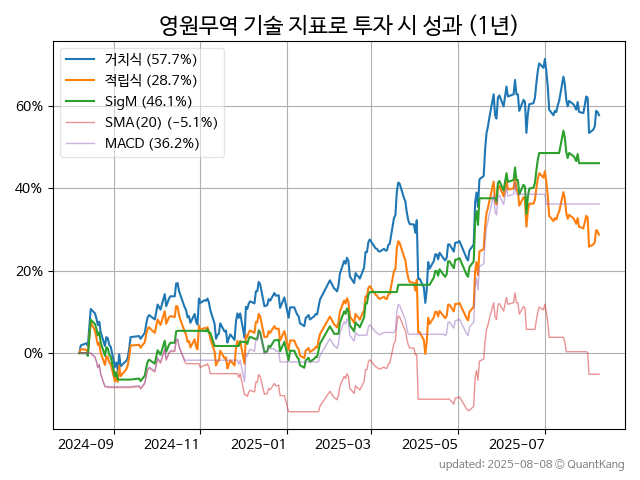 영원무역 기술 지표로 투자 시 성과 (1년)
거치식 (57.7%)
적립식 (28.7%)
SigM (46.1%)
SMA(20) (−5.1%)
MACD (36.2%)
60%
40%
20%
0%
2024-09 2024-11 2025-01 2025-03 2025-05 2025-07
updated: 2025-08-08 © QuantKang